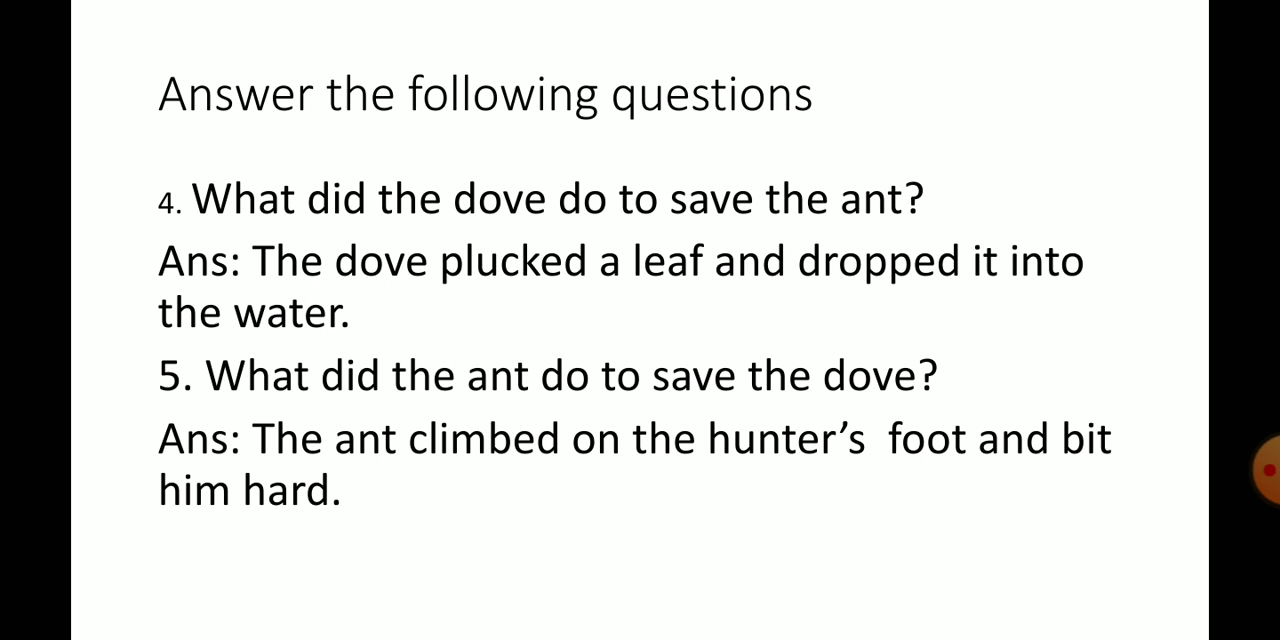 Answer the following questions
4. What did the dove do to save the ant?
Ans: The dove plucked a leaf and dropped it into
the water.
5. What did the ant do to save the dove?
Ans: The ant climbed on the hunter’s  foot and bit
him hard.